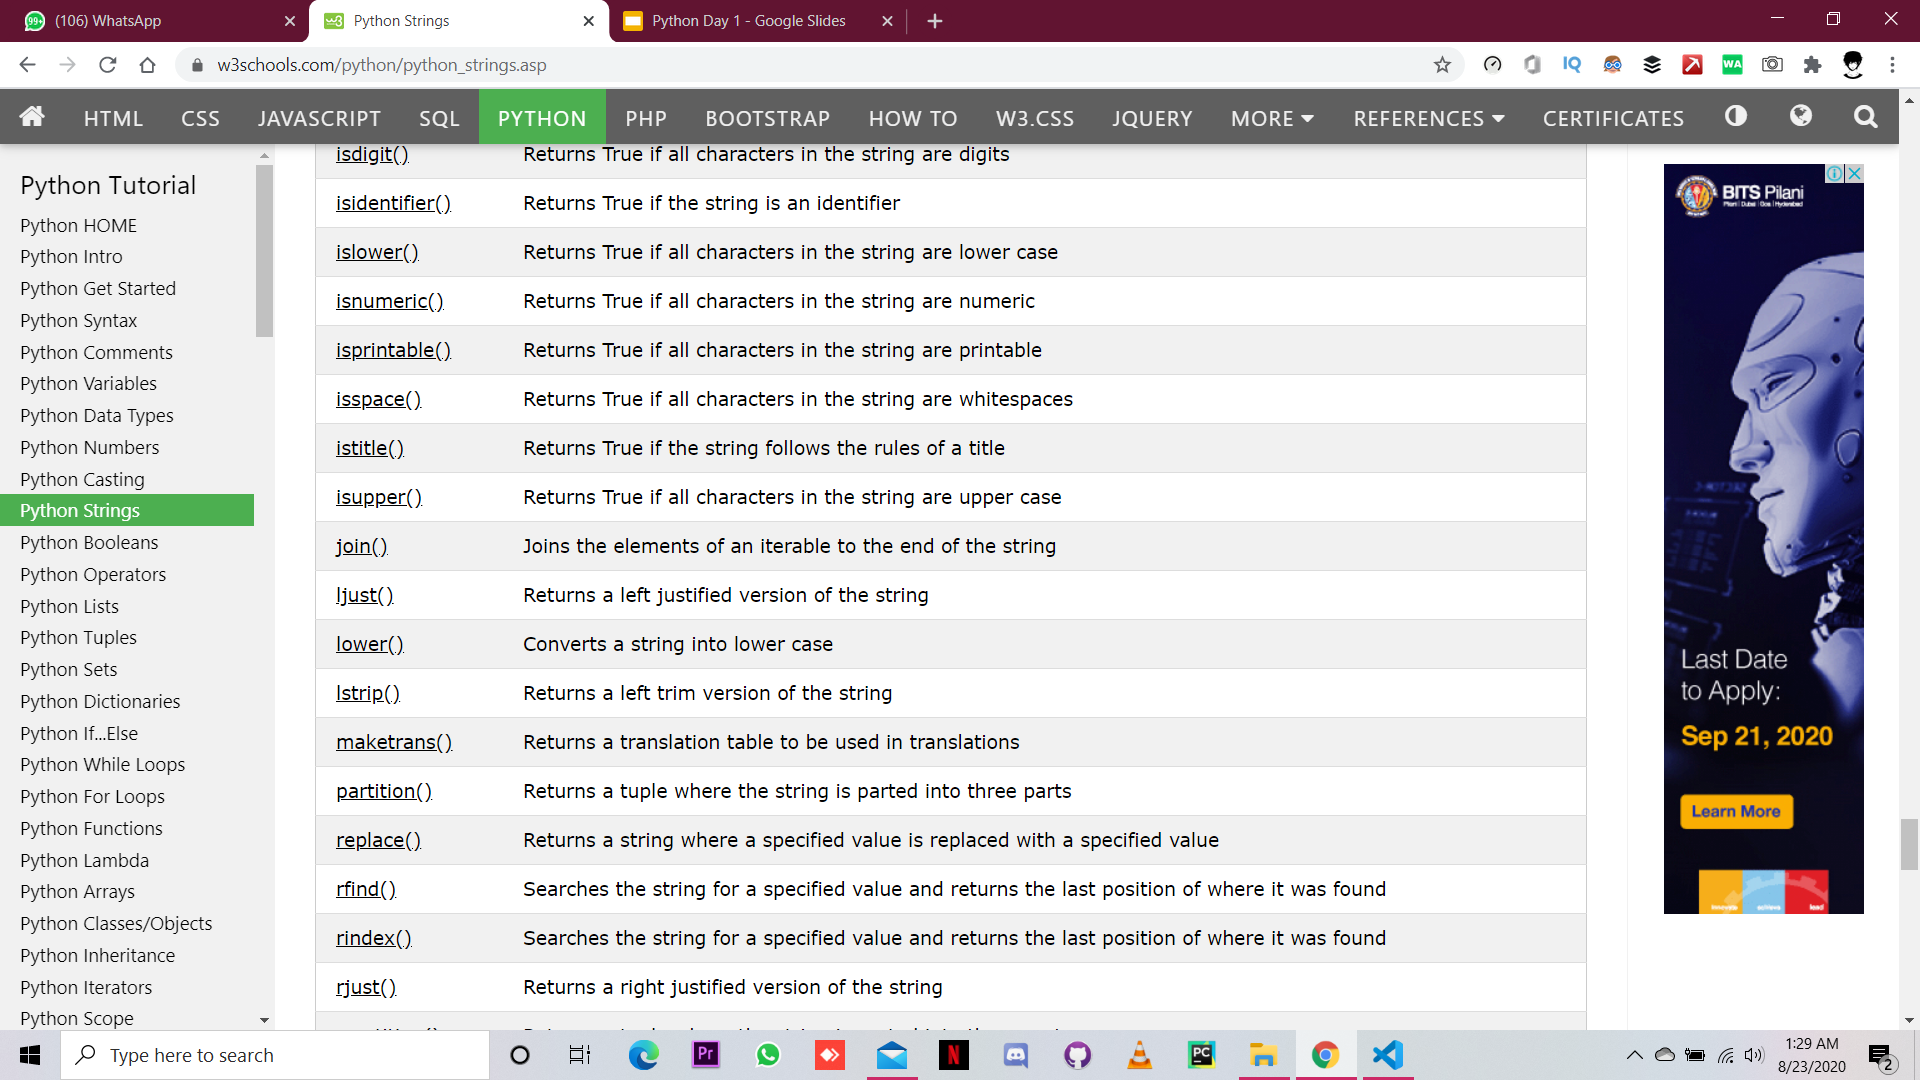 (106) WhatsApp
Python Strings
Python Day 1 - Google Slides
w3schools.com/python/python_strings.asp
HTML CSS JAVASCRIPT SQL PYTHON PHP BOOTSTRAP HOW TO W3.CSS JQUERY MORE REFERENCES CERTIFICATES
Python Tutorial
Python HOME
Python Intro
Python Get Started
Python Syntax
Python Comments
Python Variables
Python Data Types
Python Numbers
Python Casting
Python Strings
Python Booleans
Python Operators
Python Lists
Python Tuples
Python Sets
Python Dictionaries
Python If...Else
Python While Loops
Python For Loops
Python Functions
Python Lambda
Python Arrays
Python Classes/Objects
Python Inheritance
Python Iterators
Python Scope
isdigit() Returns True if all characters in the string are digits
isidentifier() Returns True if the string is an identifier
islower() Returns True if all characters in the string are lower case
isnumeric() Returns True if all characters in the string are numeric
isprintable() Returns True if all characters in the string are printable
isspace() Returns True if all characters in the string are whitespaces
istitle() Returns True if the string follows the rules of a title
isupper() Returns True if all characters in the string are upper case
join() Joins the elements of an iterable to the end of the string
ljust() Returns a left justified version of the string
lower() Converts a string into lower case
lstrip() Returns a left trim version of the string
maketrans() Returns a translation table to be used in translations
partition() Returns a tuple where the string is parted into three parts
replace() Returns a string where a specified value is replaced with a specified value
rfind() Searches the string for a specified value and returns the last position of where it was found
rindex() Searches the string for a specified value and returns the last position of where it was found
rjust() Returns a right justified version of the string
BITS Pilani
Pilani | Dubai | Goa | Hyderabad
Last Date
to Apply:
Sep 21, 2020
Learn More
innovate achieve lead
Type here to search
1:29 AM
8/23/2020
2